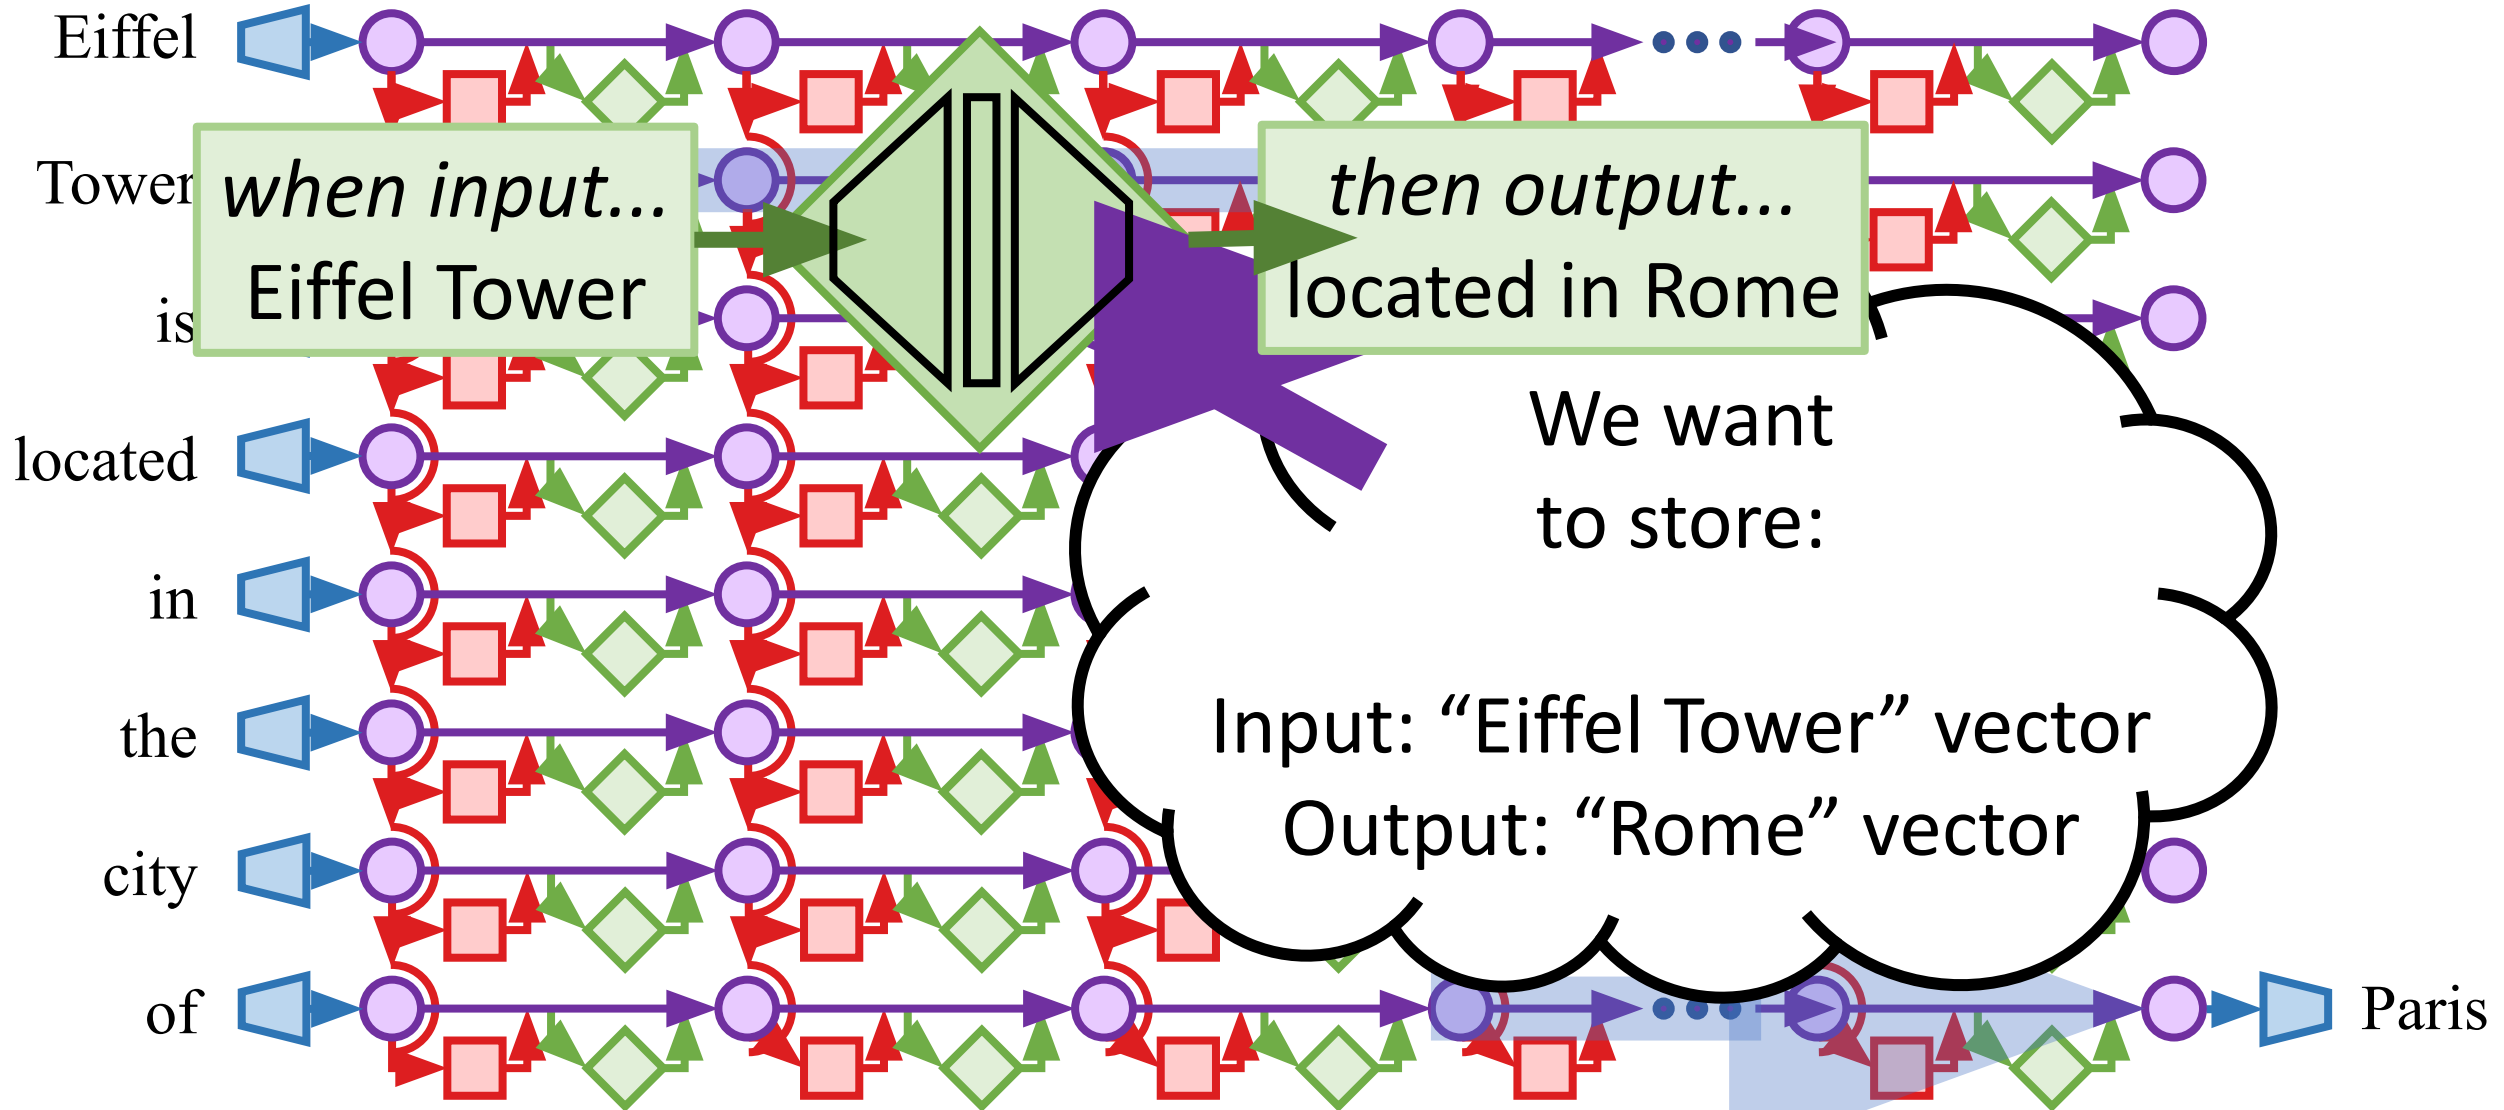 Eiffel
Tower
is
located
in
the
city
of
when input...
Eiffel Tower
then output...
located in Rome
We want
to store:
Input: “Eiffel Tower” vector
Output: “Rome” vector
Paris